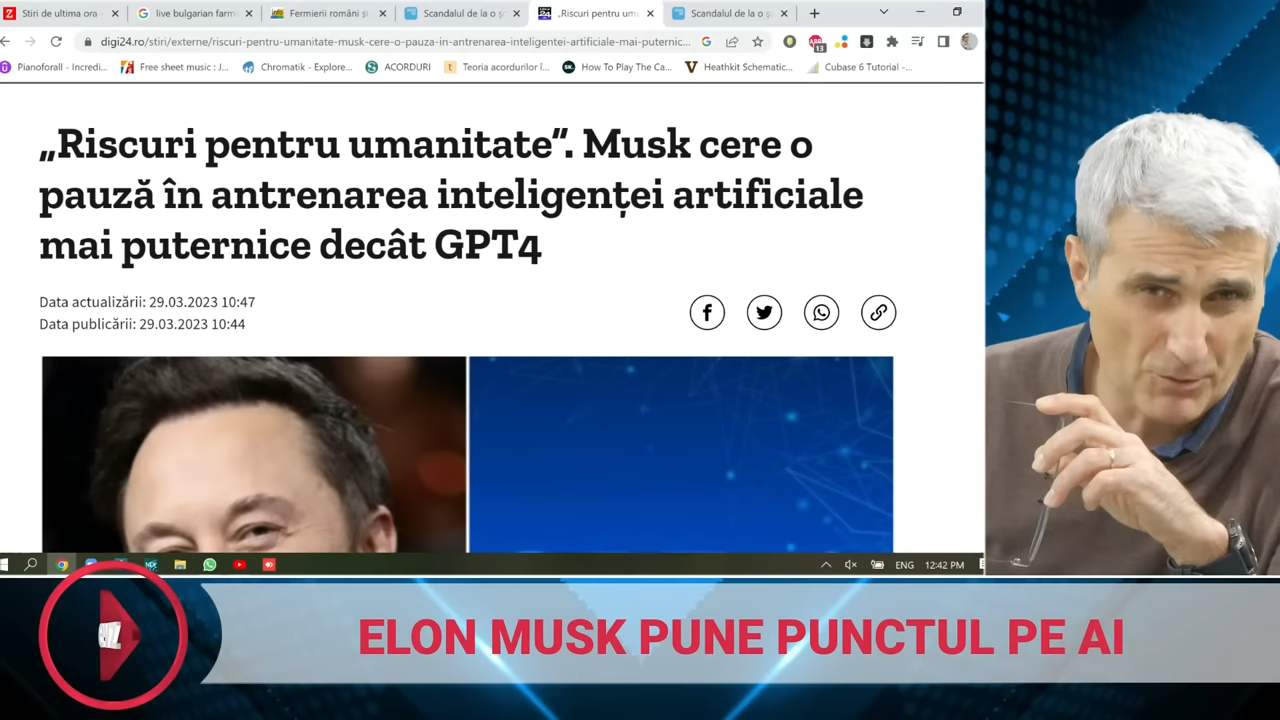 Stiri de ultima ora
live bulgarian farm
Fermierii români și
Scandalul de la o ș
„Riscuri pentru um
Scandalul de la o ș
digi24.ro/stiri/externe/riscuri-pentru-umanitate-musk-cere-o-pauza-in-antrenarea-inteligentei-artificiale-mai-puternic...
13
Pianoforall - Incredi...
Free sheet music : J...
Chromatik - Explore...
ACORDURI
Teoria acordurilor î...
How To Play The Ca...
Heathkit Schematic...
Cubase 6 Tutorial -...
„Riscuri pentru umanitate”. Musk cere o
pauză în antrenarea inteligenței artificiale
mai puternice decât GPT4
Data actualizării: 29.03.2023 10:47
Data publicării: 29.03.2023 10:44
ENG
12:42 PM
ELON MUSK PUNE PUNCTUL PE AI